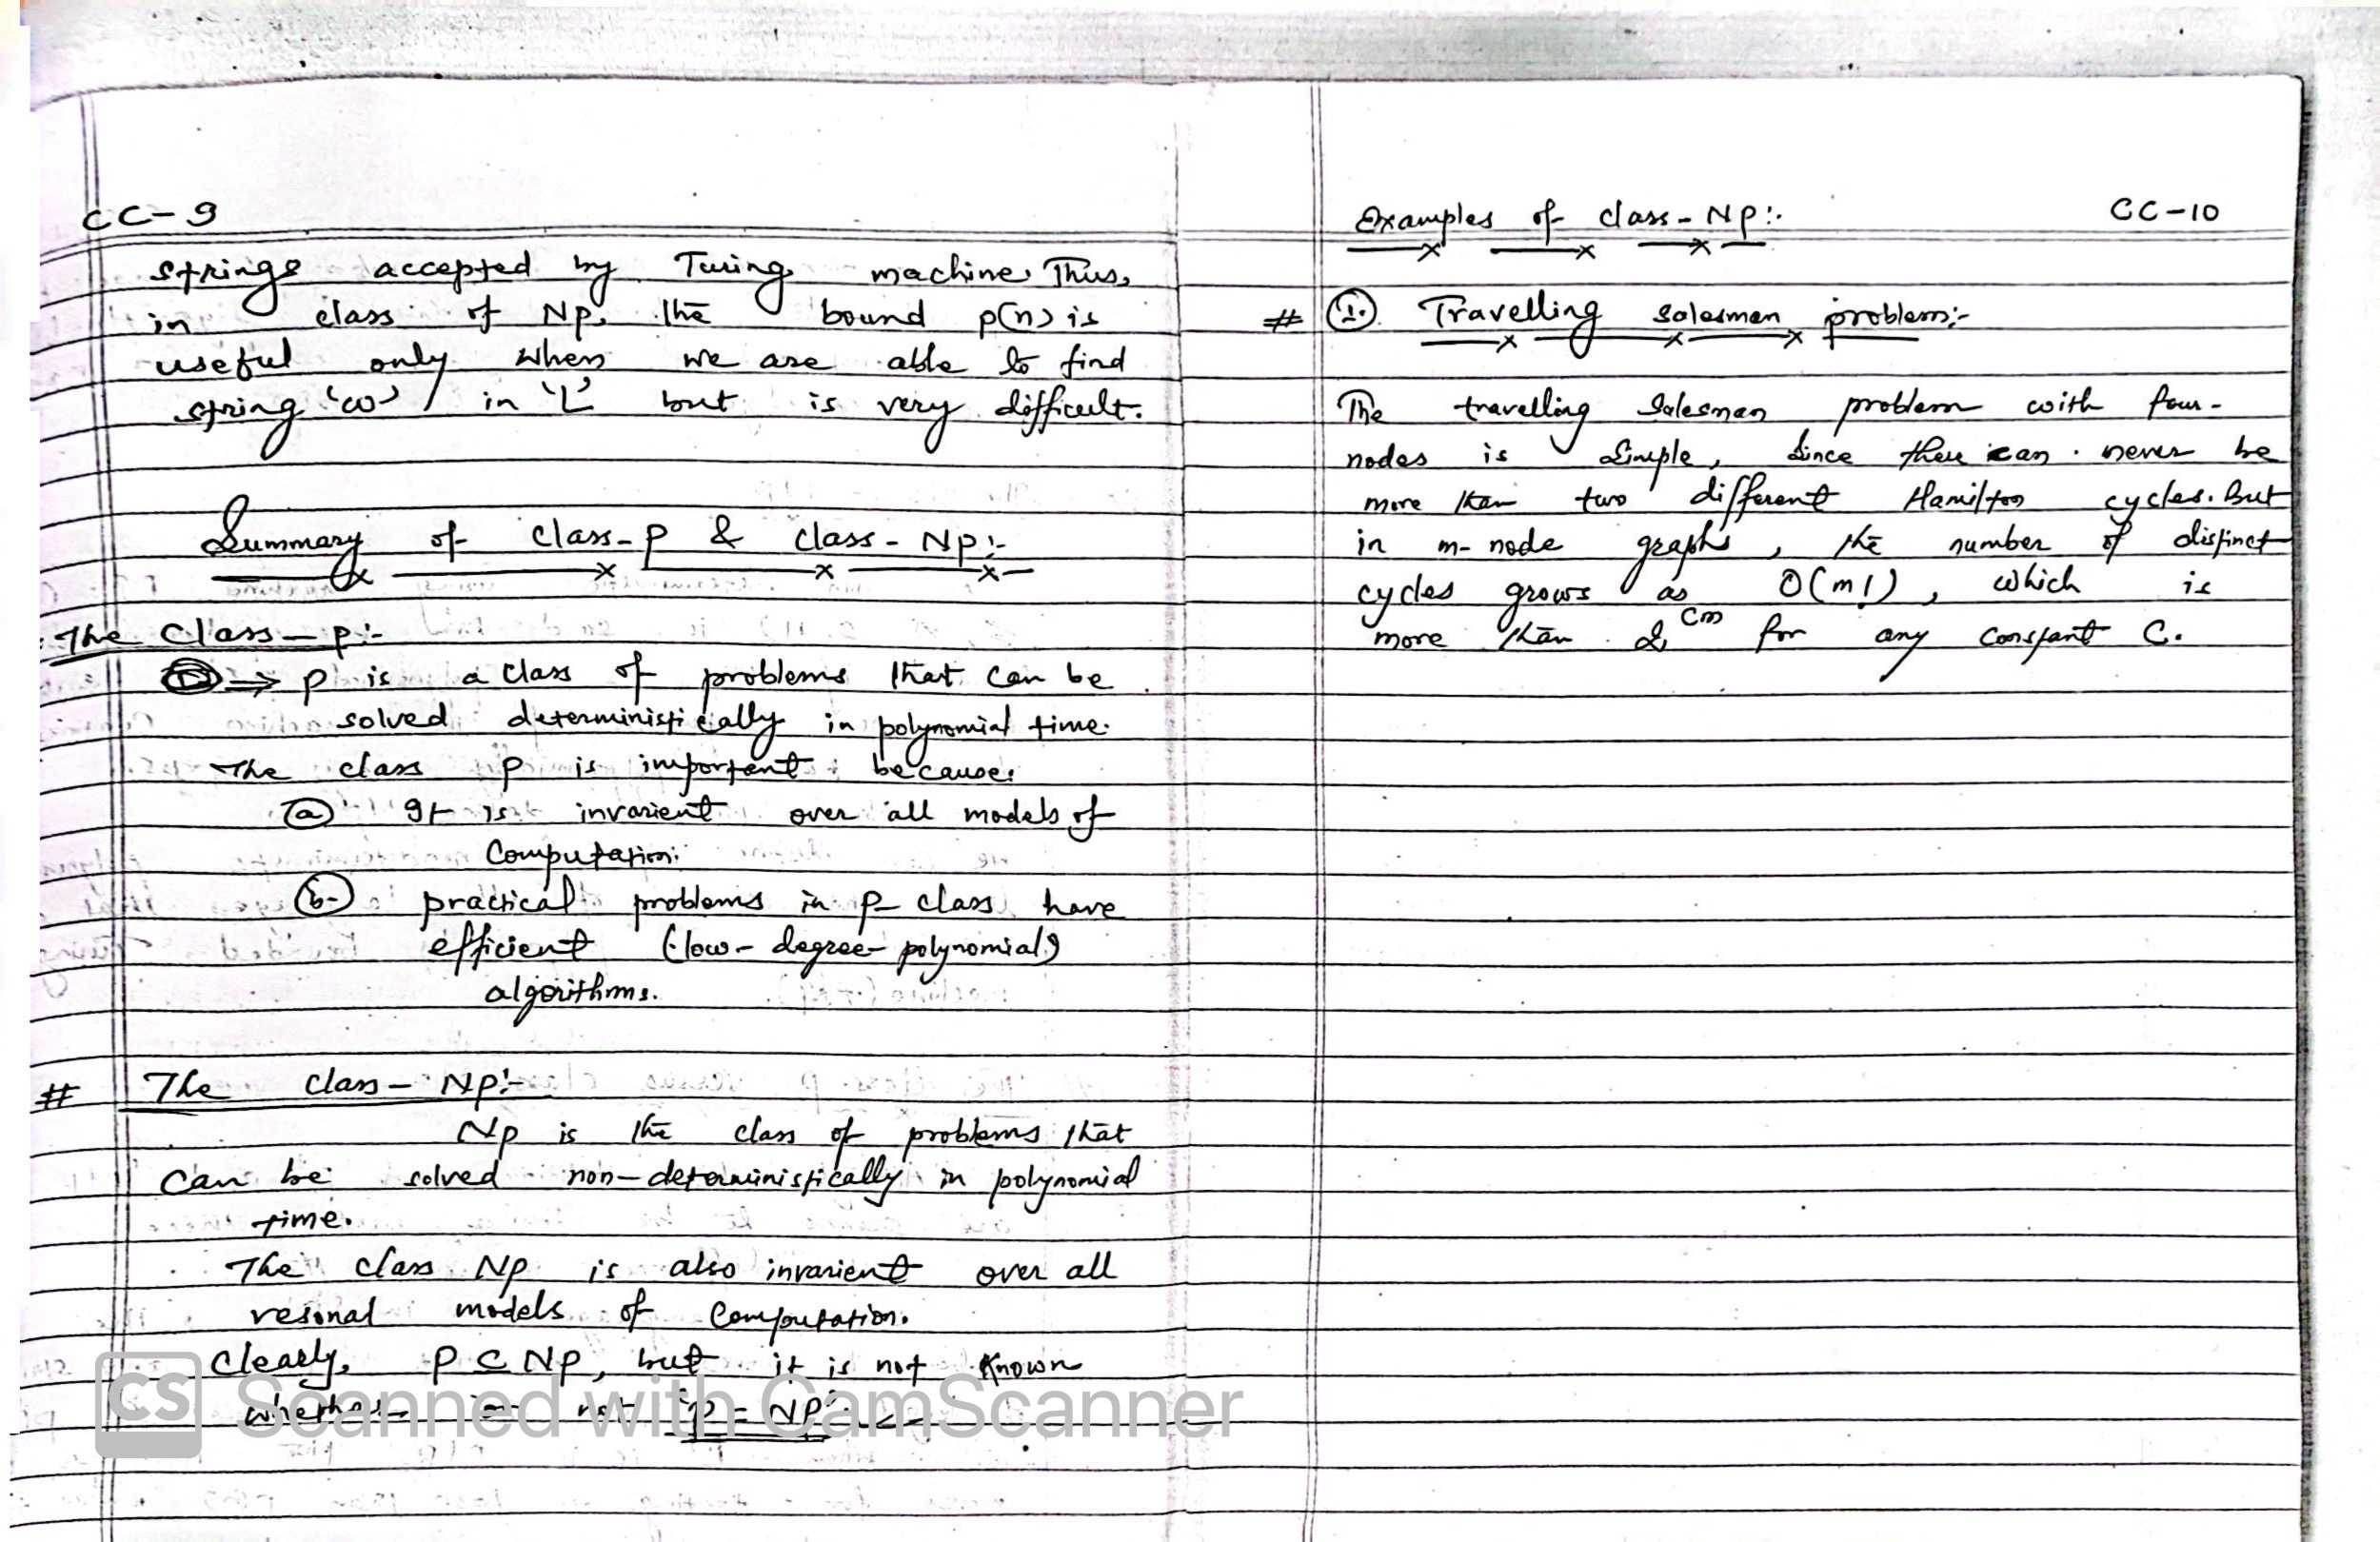 CC-9
strings accepted by Turing machine. Thus,
in class of NP, the bound p(n) is
useful only when we are able to find
string 'w' in 'L' but is very difficult.
Summary of class-P & class-NP:-
The Class-P:-
⇒ P is a class of problems that can be
solved deterministically in polynomial time.
The class P is important because:
(a) It is invarient over all models of
Computation.
(b) practical problems in P-class have
efficient (low-degree-polynomial)
algorithms.
# The class-NP:-
NP is the class of problems that
can be solved non-deterministically in polynomial
time.
The class NP is also invarient over all
resonal models of Computation.
Clearly, P ⊆ NP, but it is not known
whether or not 'P = NP'.
CS Scanned with CamScanner
Examples of class-NP:-
CC-10
# (1). Travelling salesman problem:-
The travelling Salesman problem with four-
nodes is Simple, Since there can never be
more than two different Hamilton cycles. But
in m-node graphs, the number of distinct
cycles grows as O(m!), which is
more than 2^cm for any constant C.